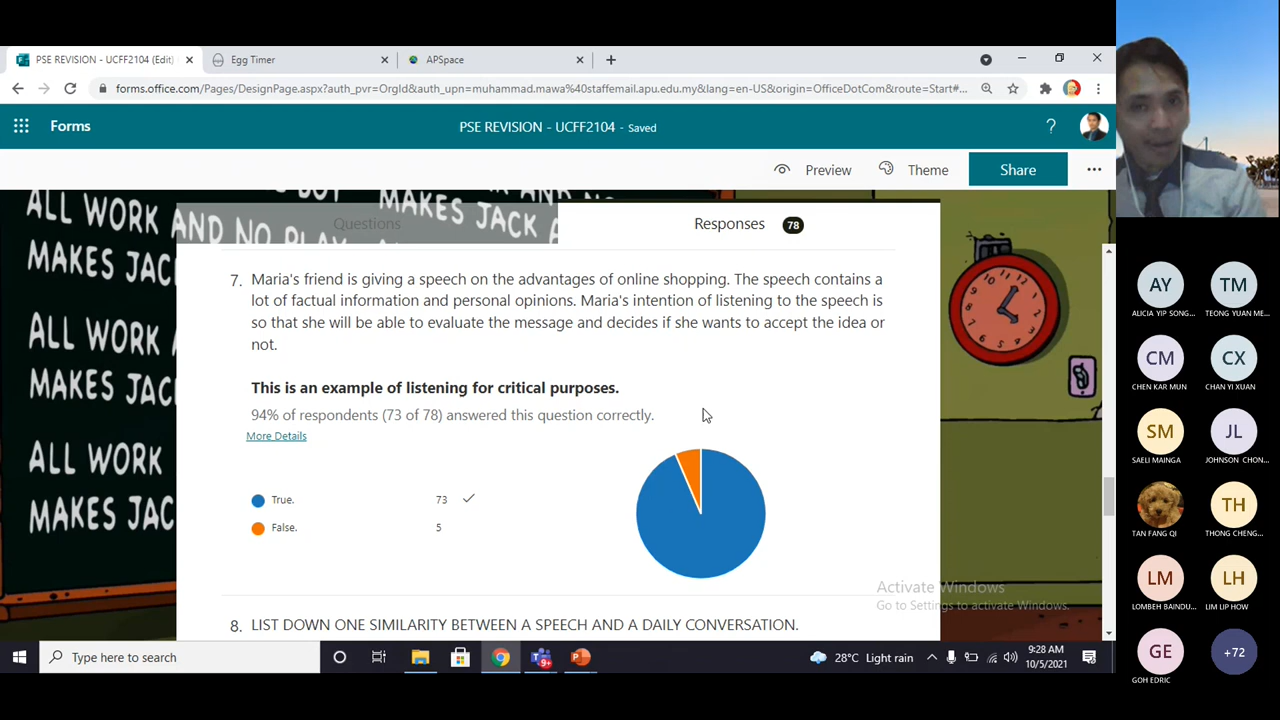 PSE REVISION - UCFF2104 (Edit)
Egg Timer
APSpace
forms.office.com/Pages/DesignPage.aspx?auth_pvr=OrgId&auth_upn=muhammad.mawa%40staffemail.apu.edu.my&lang=en-US&origin=OfficeDotCom&route=Start#...
Forms
PSE REVISION - UCFF2104 - Saved
?
Preview
Theme
Share
ALL WORK AND NO PLAY
MAKES JACK A
MAKES JAC
ALL WORK A
MAKES JAC
ALL WORK
MAKES JAC
Questions
Responses 78
7. Maria's friend is giving a speech on the advantages of online shopping. The speech contains a
lot of factual information and personal opinions. Maria's intention of listening to the speech is
so that she will be able to evaluate the message and decides if she wants to accept the idea or
not.
This is an example of listening for critical purposes.
94% of respondents (73 of 78) answered this question correctly.
More Details
True. 73
False. 5
Activate Windows
Go to Settings to activate Windows.
8. LIST DOWN ONE SIMILARITY BETWEEN A SPEECH AND A DAILY CONVERSATION.
Type here to search
28°C Light rain
9:28 AM
10/5/2021
AY
ALICIA YIP SONG...
TM
TEONG YUAN ME...
CM
CHEN KAR MUN
CX
CHAN YI XUAN
SM
SAELI MAINGA
JL
JOHNSON CHON...
TAN FANG QI
TH
THONG CHENG...
LM
LOMBEH BAINDU...
LH
LIM LIP HOW
GE
GOH EDRIC
+72